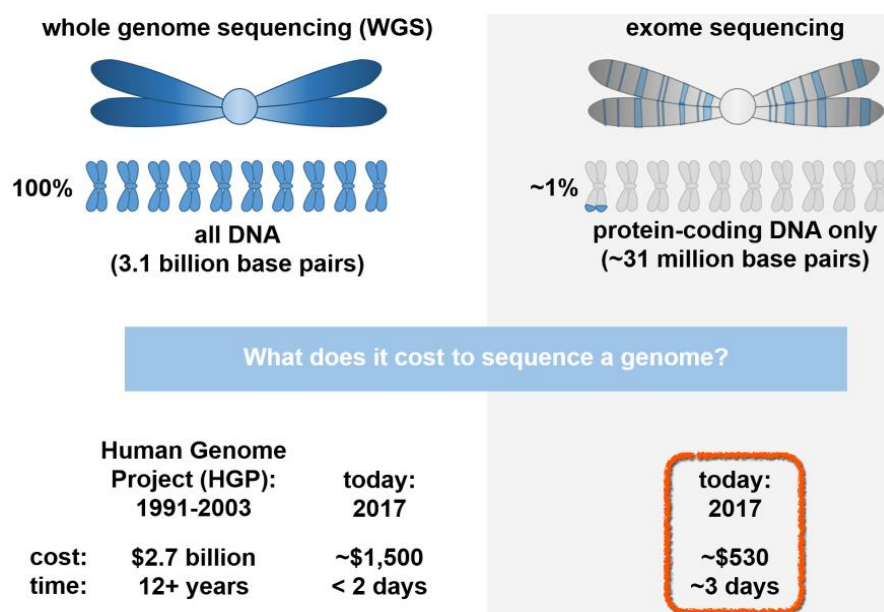 whole genome sequencing (WGS)
100%
all DNA
(3.1 billion base pairs)
exome sequencing
~1%
protein-coding DNA only
(~31 million base pairs)
What does it cost to sequence a genome?
Human Genome
Project (HGP):
1991-2003
today:
2017
today:
2017
cost: $2.7 billion ~$1,500 ~$530
time: 12+ years < 2 days ~3 days